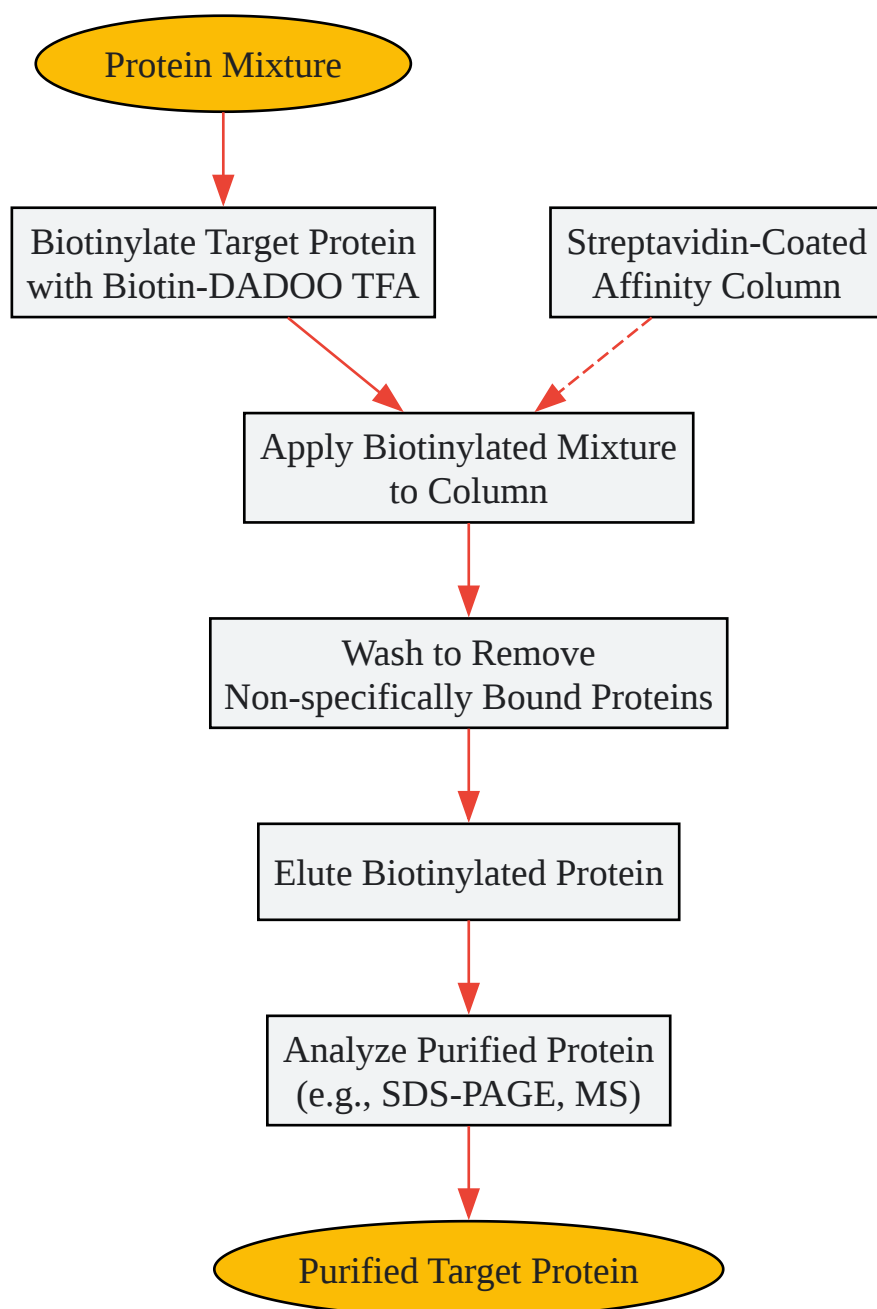 Protein Mixture
Biotinylate Target Protein
with Biotin-DADOO TFA
Streptavidin-Coated
Affinity Column
Apply Biotinylated Mixture
to Column
Wash to Remove
Non-specifically Bound Proteins
Elute Biotinylated Protein
Analyze Purified Protein
(e.g., SDS-PAGE, MS)
Purified Target Protein